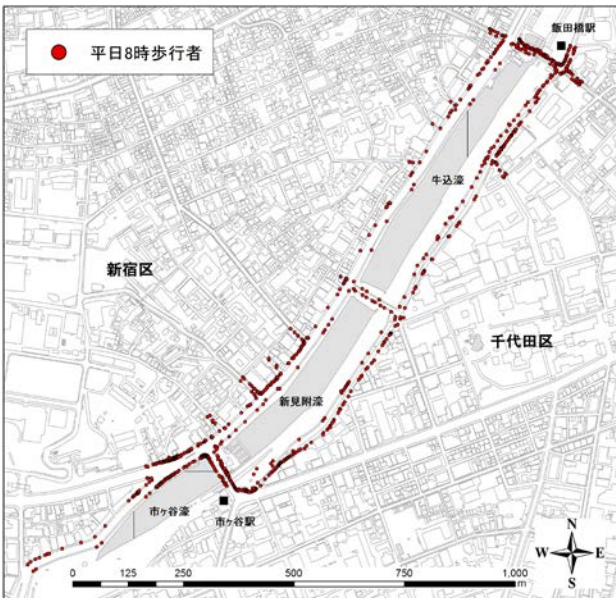 平日8時歩行者
飯田橋駅
牛込濠
新宿区
千代田区
新見附濠
市ヶ谷濠
市ヶ谷駅
N
W E
S
0 125 250 500 750 1,000
m